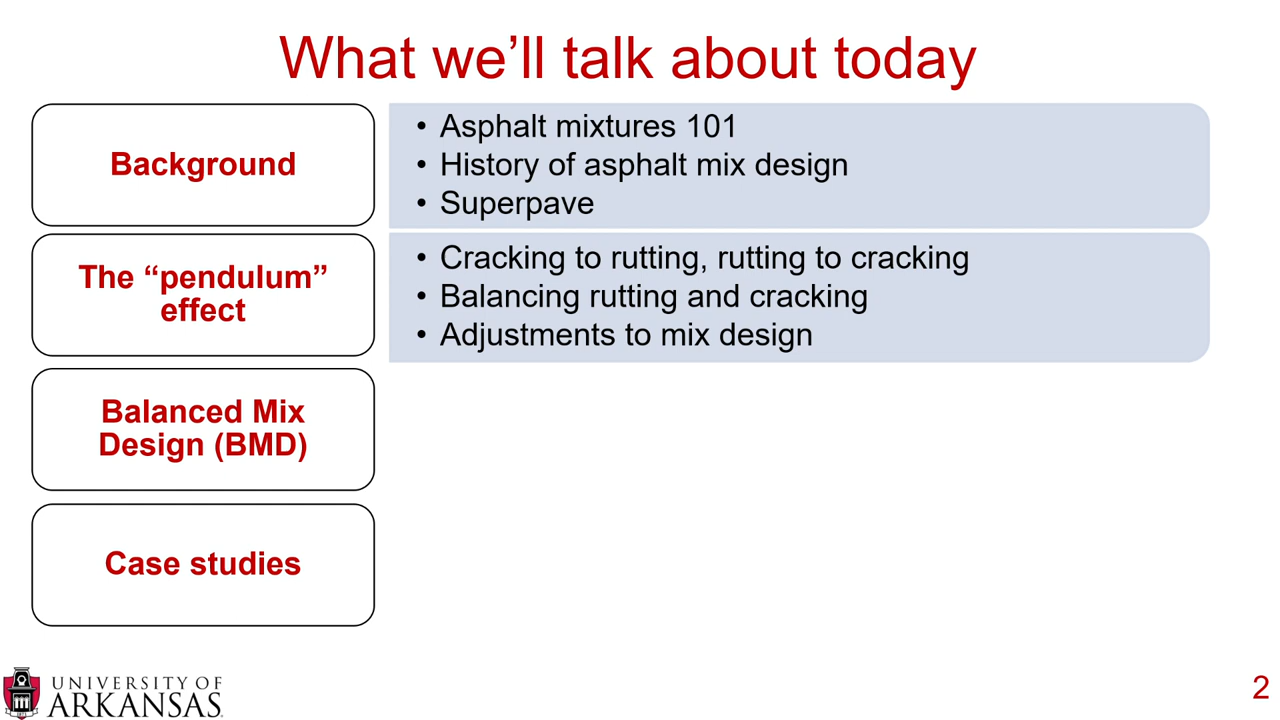 What we’ll talk about today
Background
• Asphalt mixtures 101
• History of asphalt mix design
• Superpave
The “pendulum”
effect
• Cracking to rutting, rutting to cracking
• Balancing rutting and cracking
• Adjustments to mix design
Balanced Mix
Design (BMD)
Case studies
UNIVERSITY OF
ARKANSAS
2